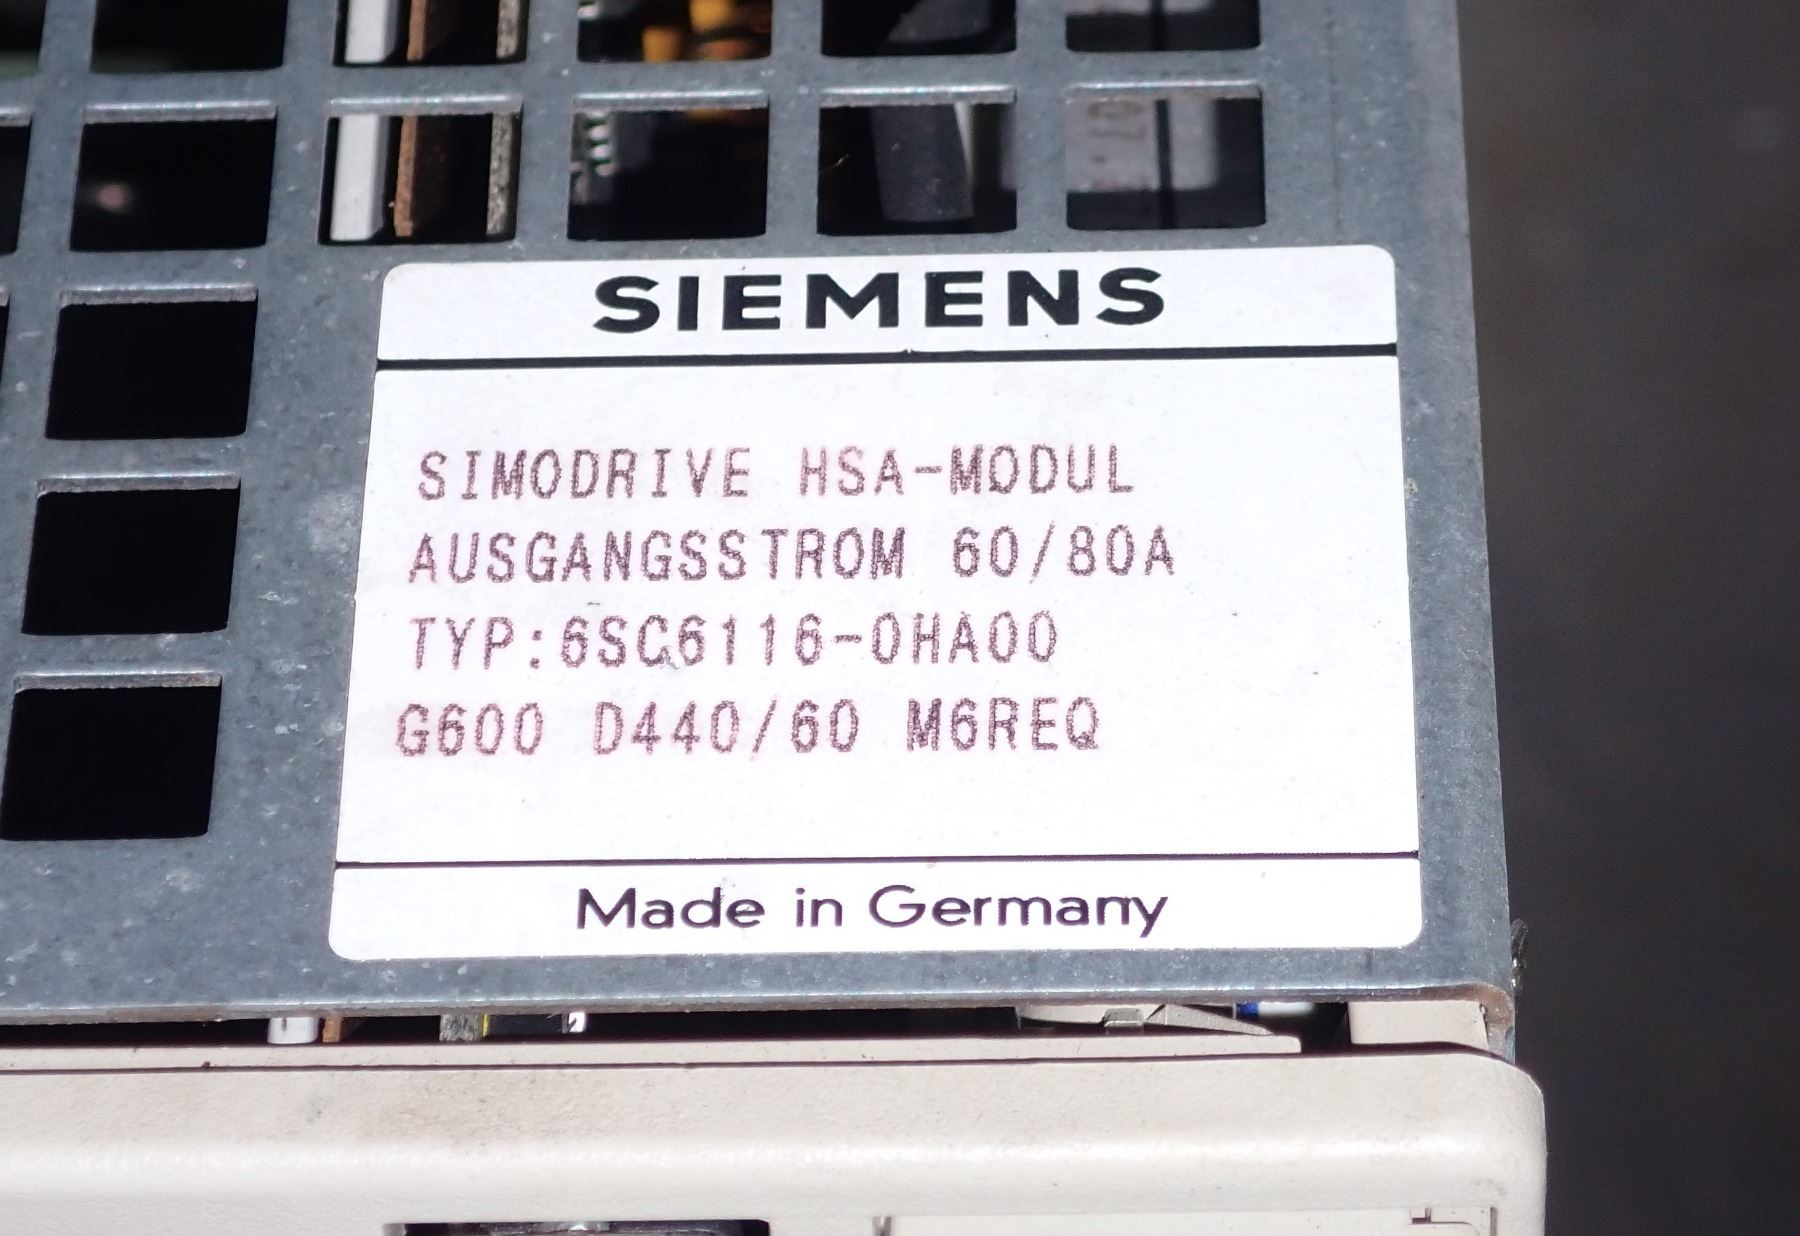 SIEMENS
SIMODRIVE HSA-MODUL
AUSGANGSSTROM 60/80A
TYP:6SC6116-0HA00
G600 D440/60 M6REQ
Made in Germany